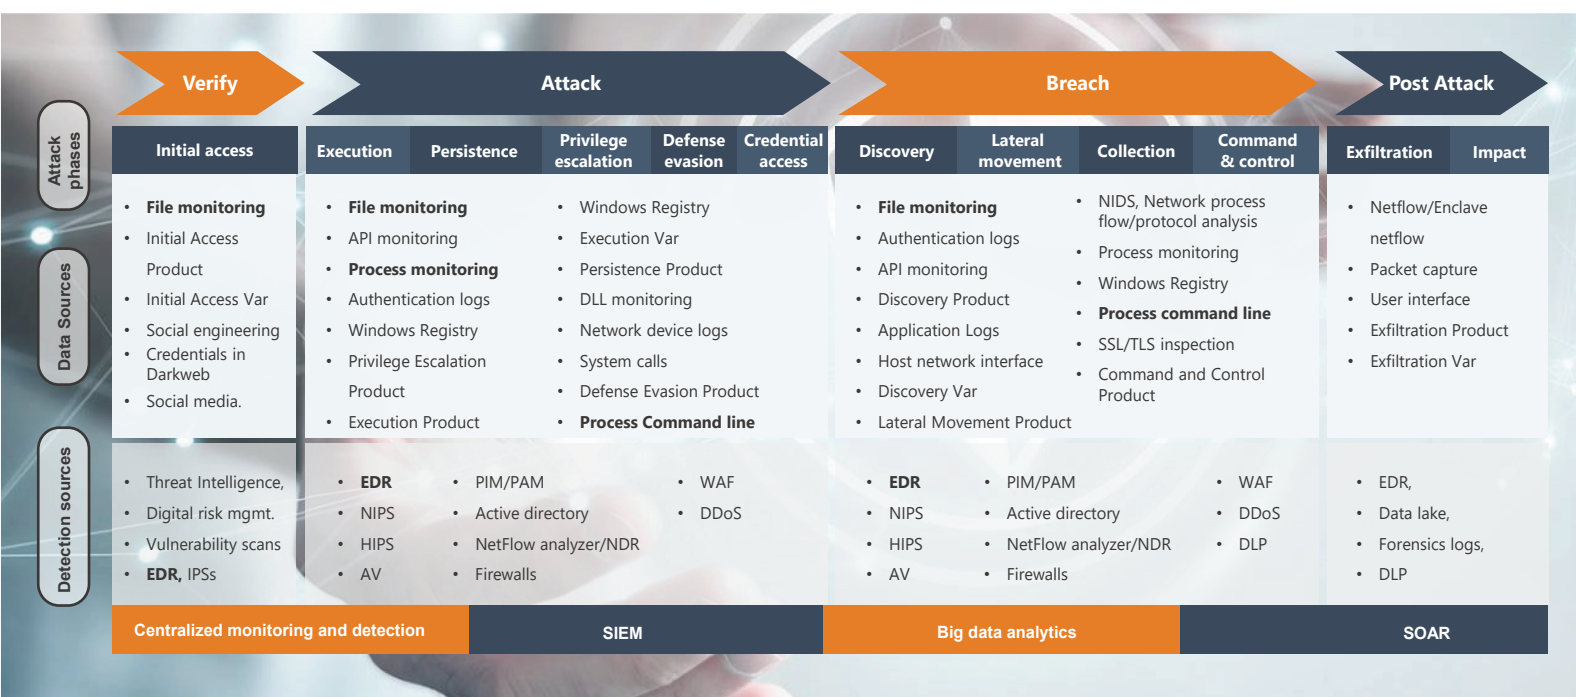 Verify
Attack
Breach
Post Attack
Attack
phases
Initial access
Execution
Persistence
Privilege
escalation
Defense
evasion
Credential
access
Discovery
Lateral
movement
Collection
Command
& control
Exfiltration
Impact
Data Sources
• File monitoring
• Initial Access
Product
• Initial Access Var
• Social engineering
• Credentials in
Darkweb
• Social media.
• File monitoring
• API monitoring
• Process monitoring
• Authentication logs
• Windows Registry
• Privilege Escalation
Product
• Execution Product
• Windows Registry
• Execution Var
• Persistence Product
• DLL monitoring
• Network device logs
• System calls
• Defense Evasion Product
• Process Command line
• File monitoring
• Authentication logs
• API monitoring
• Discovery Product
• Application Logs
• Host network interface
• Discovery Var
• Lateral Movement Product
• NIDS, Network process
flow/protocol analysis
• Process monitoring
• Windows Registry
• Process command line
• SSL/TLS inspection
• Command and Control
Product
• Netflow/Enclave
netflow
• Packet capture
• User interface
• Exfiltration Product
• Exfiltration Var
Detection sources
• Threat Intelligence,
• Digital risk mgmt.
• Vulnerability scans
• EDR, IPSs
• EDR
• NIPS
• HIPS
• AV
• PIM/PAM
• Active directory
• NetFlow analyzer/NDR
• Firewalls
• WAF
• DDoS
• EDR
• NIPS
• HIPS
• AV
• PIM/PAM
• Active directory
• NetFlow analyzer/NDR
• Firewalls
• WAF
• DDoS
• DLP
• EDR,
• Data lake,
• Forensics logs,
• DLP
Centralized monitoring and detection
SIEM
Big data analytics
SOAR